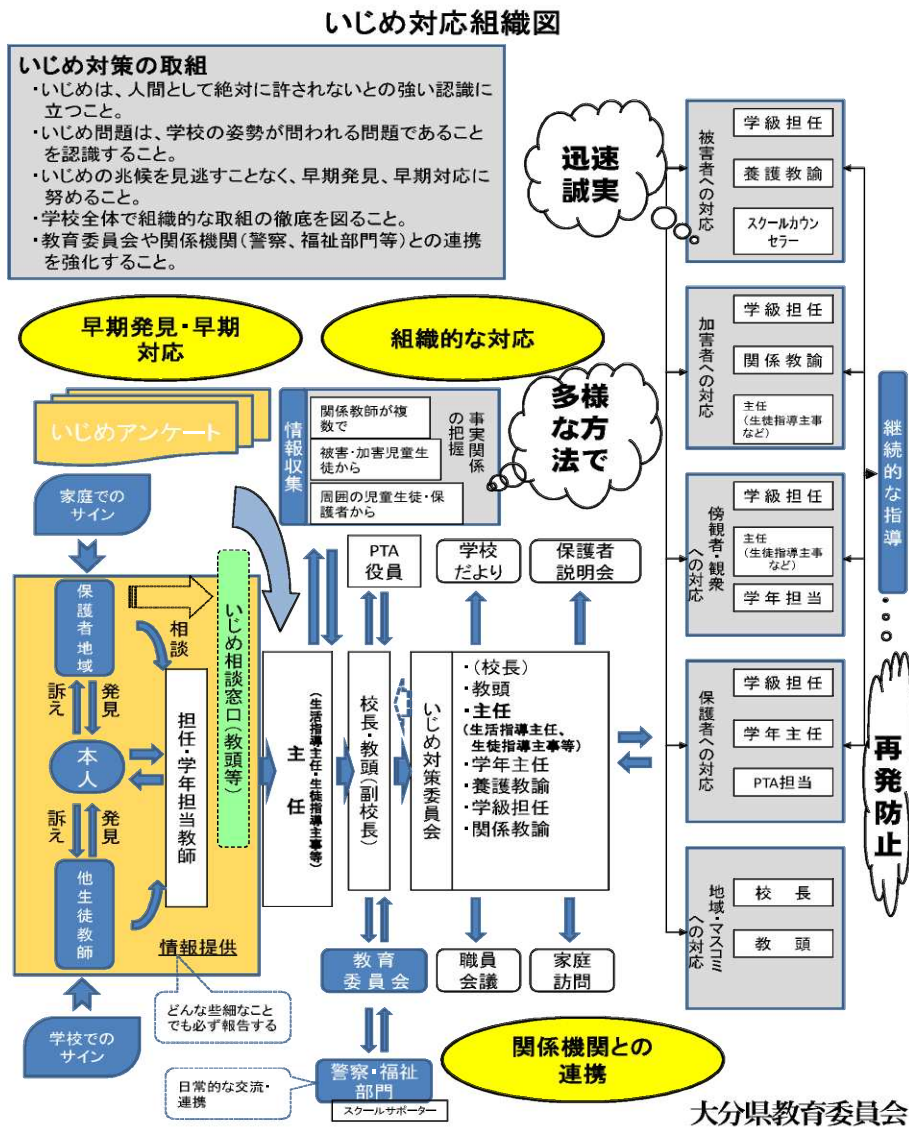 いじめ対応組織図
いじめ対策の取組
・いじめは、人間として絶対に許されないとの強い認識に
立つこと。
・いじめ問題は、学校の姿勢が問われる問題であること
を認識すること。
・いじめの兆候を見逃すことなく、早期発見、早期対応に
努めること。
・学校全体で組織的な取組の徹底を図ること。
・教育委員会や関係機関（警察、福祉部門等）との連携
を強化すること。
迅速
誠実
被害者への対応
学級担任
養護教諭
スクールカウン
セラー
早期発見・早期
対応
組織的な対応
加害者への対応
学級担任
関係教諭
主任
（生徒指導主事
など）
いじめアンケート
情報収集
関係教師が複
数で
被害・加害児童生
徒から
周囲の児童生徒・保
護者から
事実関係
の把握
多様
な方
法で
継続的な指導
家庭での
サイン
傍観者・観衆
への対応
学級担任
主任
（生徒指導主事
など）
学年担当
PTA
役員
学校
だより
保護者
説明会
保護者
地域
相談
訴え
発見
本人
訴え
発見
他生徒
教師
担任・学年担当教師
いじめ相談窓口（教頭等）
主任
（生活指導主任・生徒指導主事等）
校長・教頭（副校長）
いじめ対策委員会
・（校長）
・教頭
・主任
（生活指導主任、
生徒指導主事等）
・学年主任
・養護教諭
・学級担任
・関係教諭
保護者への対応
学級担任
学年主任
PTA担当
再発防止
地域・マスコミ
への対応
校長
教頭
情報提供
どんな些細なこと
でも必ず報告する
学校での
サイン
教育
委員会
職員
会議
家庭
訪問
関係機関との
連携
日常的な交流・
連携
警察・福祉
部門
スクールサポーター
大分県教育委員会